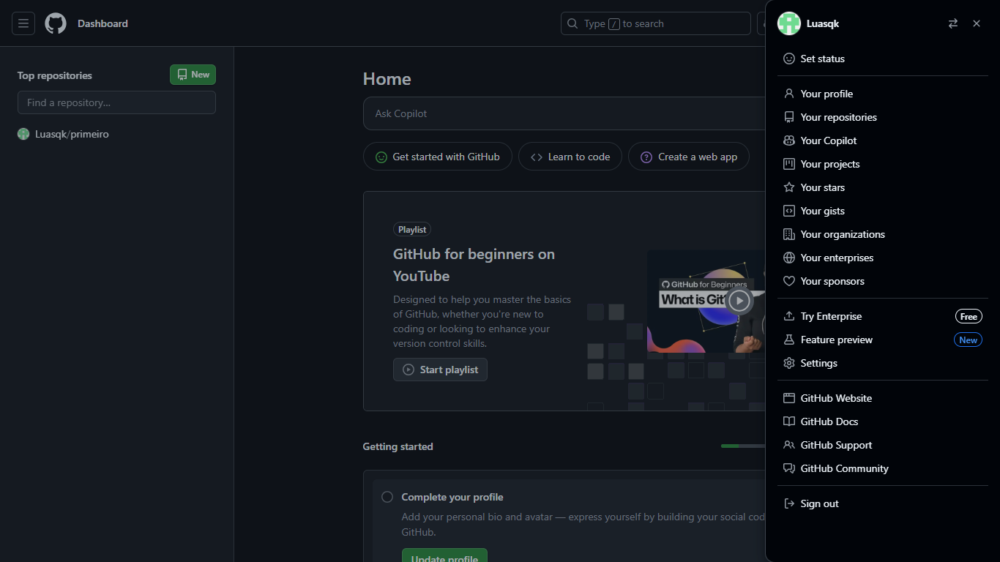 Dashboard
Type / to search
Top repositories
New
Find a repository...
Luasqk/primeiro
Home
Ask Copilot
Get started with GitHub
Learn to code
Create a web app
Playlist
GitHub for beginners on
YouTube
Designed to help you master the basics
of GitHub, whether you're new to
coding or looking to enhance your
version control skills.
Start playlist
GitHub for Beginners
What is Git
Getting started
Complete your profile
Add your personal bio and avatar — express yourself by building your social cod
GitHub.
Update profile
Luasqk
Set status
Your profile
Your repositories
Your Copilot
Your projects
Your stars
Your gists
Your organizations
Your enterprises
Your sponsors
Try Enterprise
Free
Feature preview
New
Settings
GitHub Website
GitHub Docs
GitHub Support
GitHub Community
Sign out